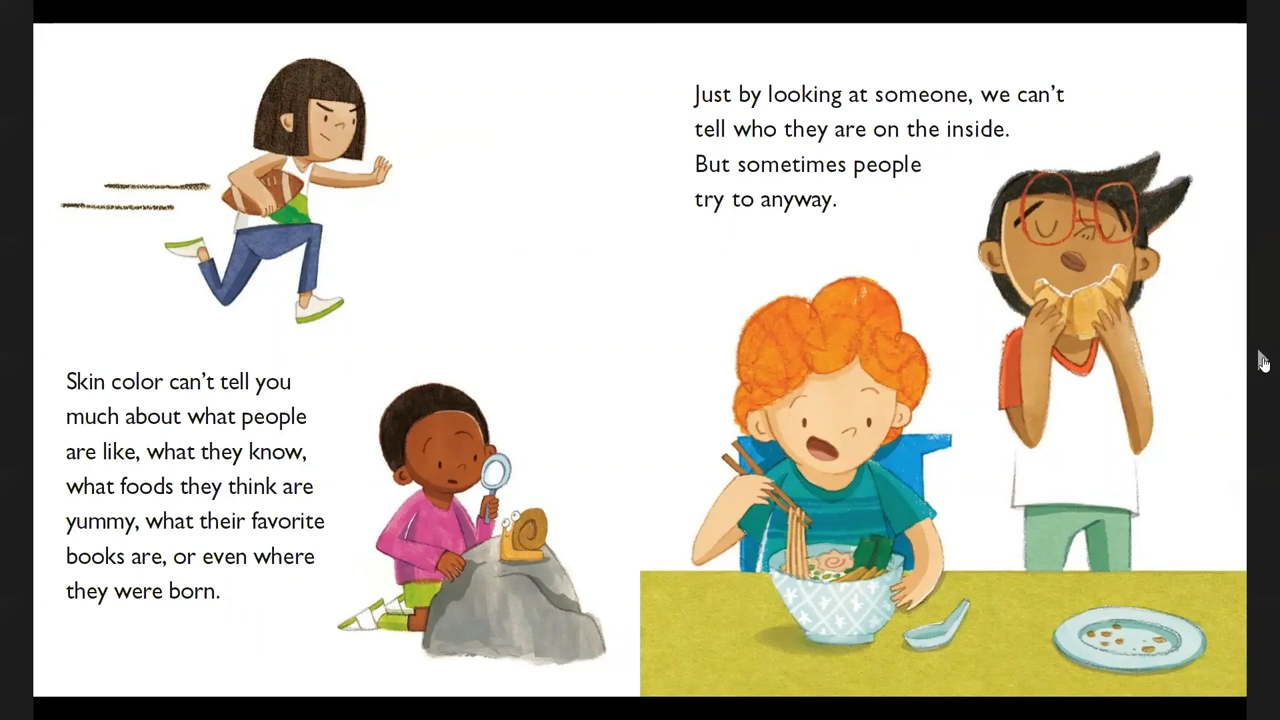 Skin color can't tell you
much about what people
are like, what they know,
what foods they think are
yummy, what their favorite
books are, or even where
they were born.
Just by looking at someone, we can't
tell who they are on the inside.
But sometimes people
try to anyway.